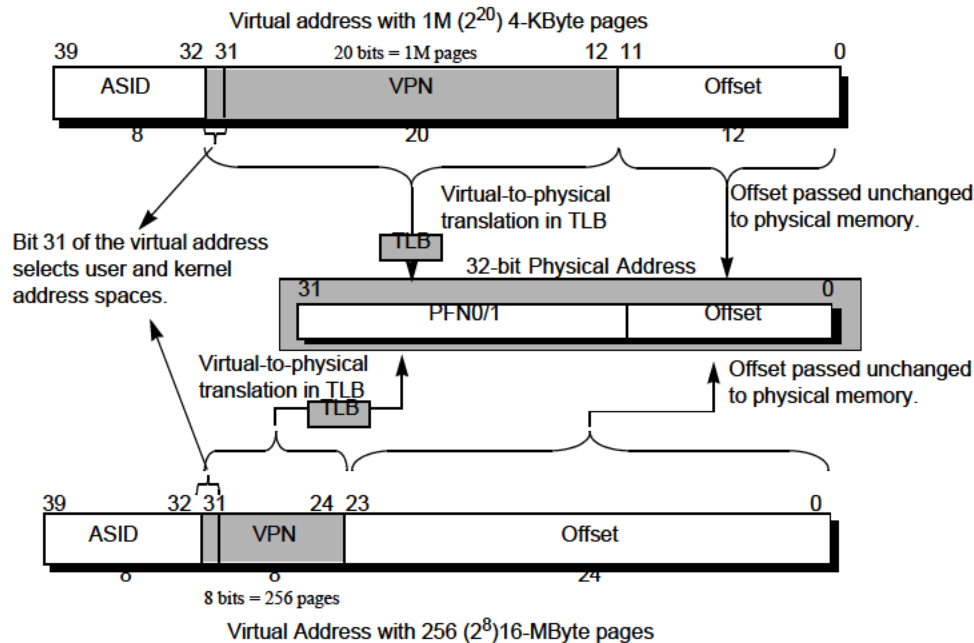 Virtual address with 1M (2²⁰) 4-KByte pages
39 32 31 20 bits = 1M pages 12 11 0
ASID VPN Offset
8 20 12
Virtual-to-physical
translation in TLB
Offset passed unchanged
to physical memory.
TLB
Bit 31 of the virtual address
selects user and kernel
address spaces.
32-bit Physical Address
31 0
PFN0/1 Offset
Virtual-to-physical
translation in TLB
TLB
Offset passed unchanged
to physical memory.
39 32 31 24 23 0
ASID VPN Offset
8 8 24
8 bits = 256 pages
Virtual Address with 256 (2⁸)16-MByte pages